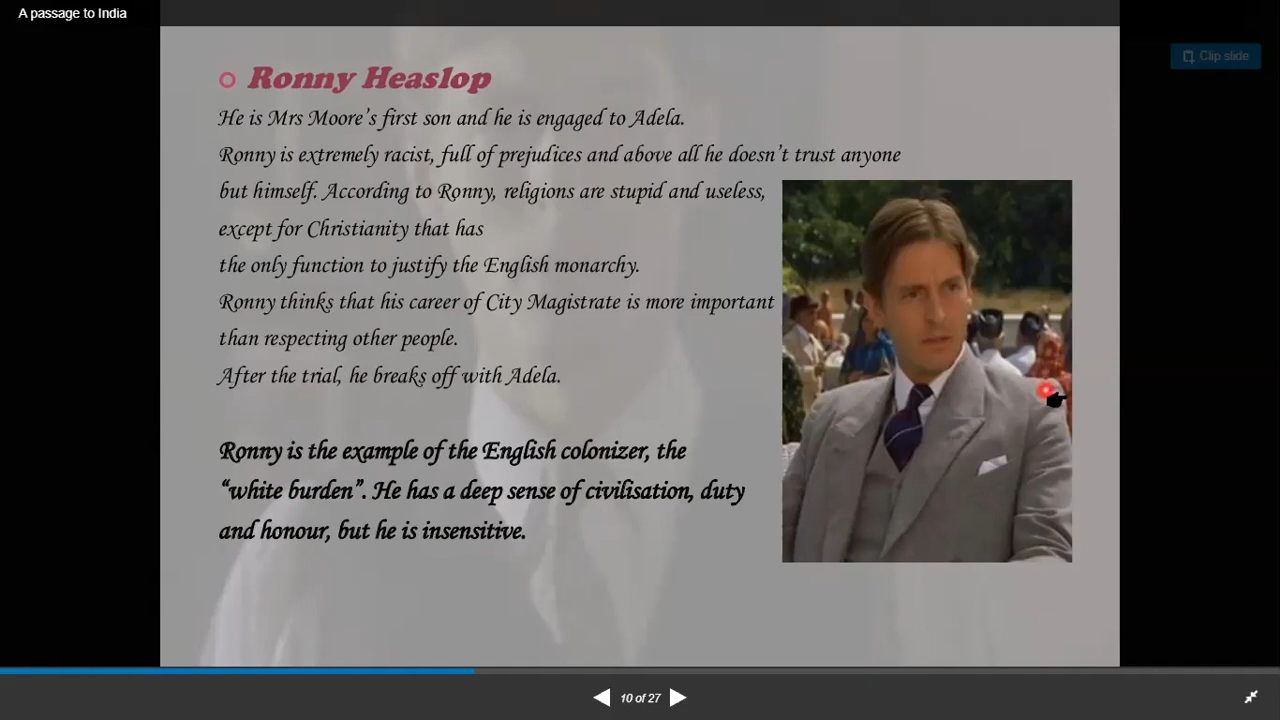 A passage to India
Clip slide
Ronny Heaslop
He is Mrs Moore’s first son and he is engaged to Adela.
Ronny is extremely racist, full of prejudices and above all he doesn’t trust anyone
but himself. According to Ronny, religions are stupid and useless,
except for Christianity that has
the only function to justify the English monarchy.
Ronny thinks that his career of City Magistrate is more important
than respecting other people.
After the trial, he breaks off with Adela.
Ronny is the example of the English colonizer, the
“white burden”. He has a deep sense of civilisation, duty
and honour, but he is insensitive.
10 of 27